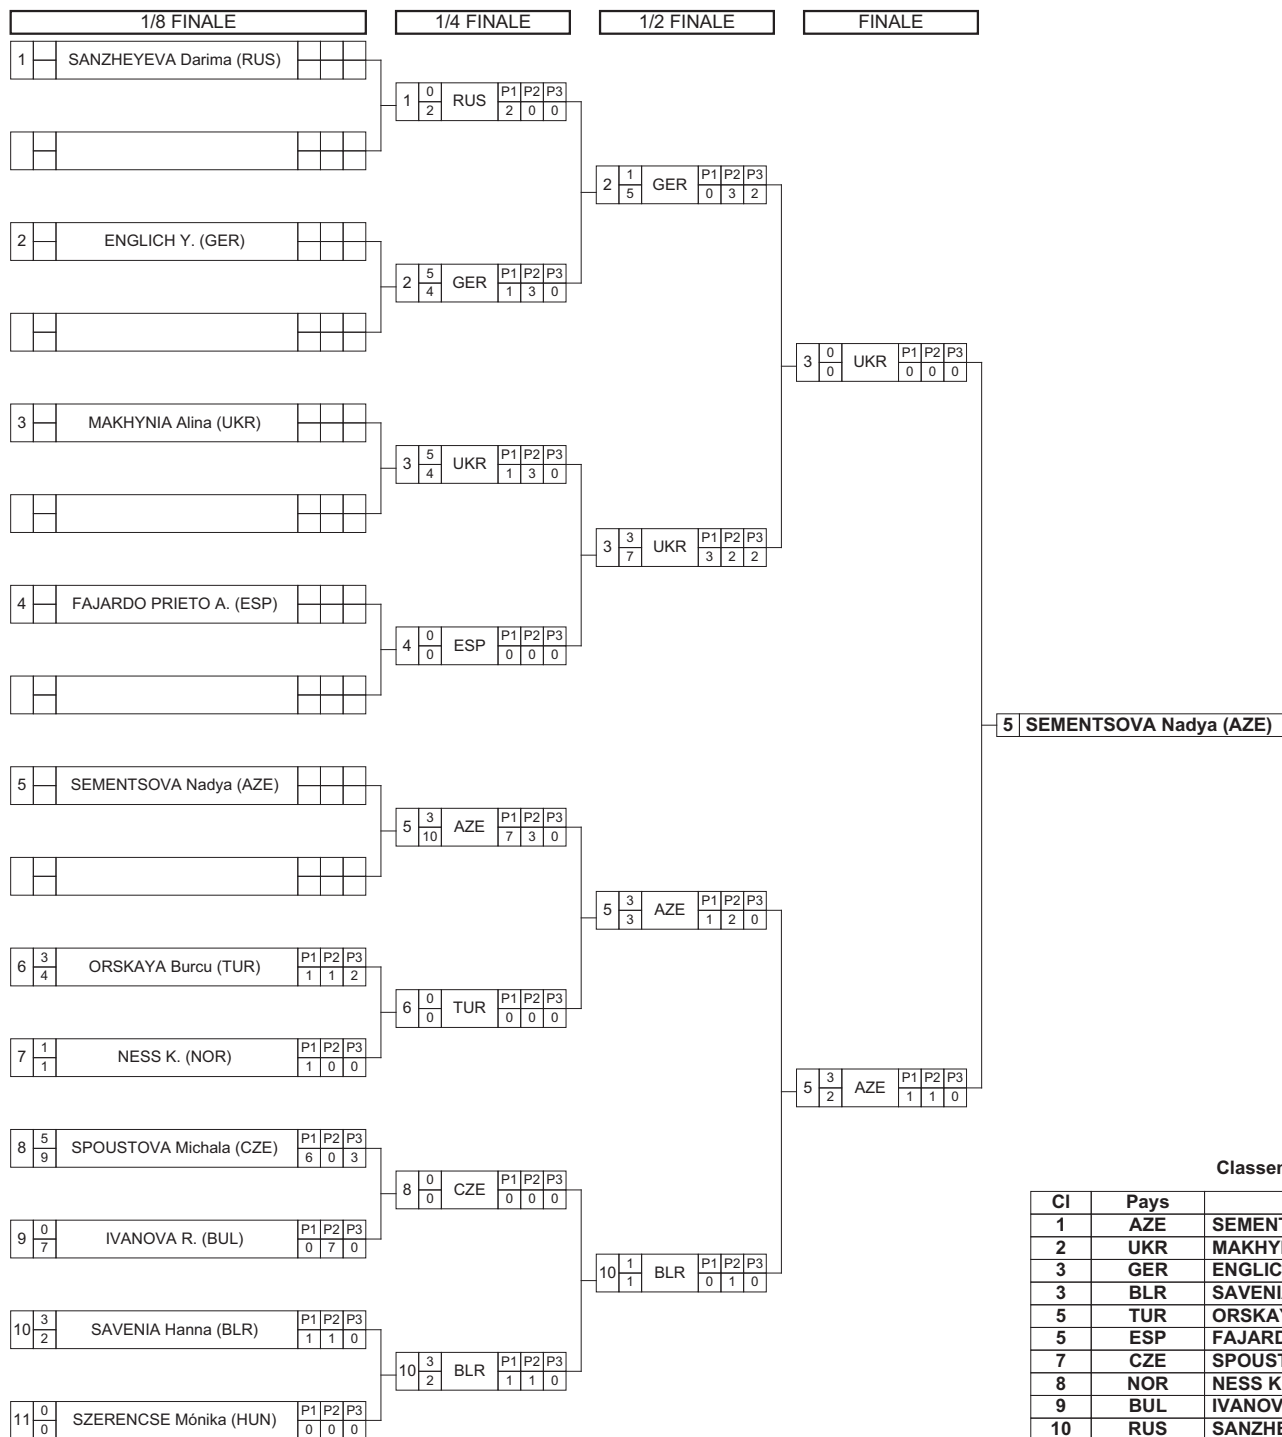 1/8 FINALE 1/4 FINALE 1/2 FINALE FINALE
1 SANZHEYEVA Darima (RUS)
1 0 2 RUS P1 P2 P3 2 0 0
2 1 5 GER P1 P2 P3 0 3 2
2 ENGLICH Y. (GER)
2 5 4 GER P1 P2 P3 1 3 0
3 0 0 UKR P1 P2 P3 0 0 0
3 MAKHYNIA Alina (UKR)
3 5 4 UKR P1 P2 P3 1 3 0
3 3 7 UKR P1 P2 P3 3 2 2
4 FAJARDO PRIETO A. (ESP)
4 0 0 ESP P1 P2 P3 0 0 0
5 SEMENTSOVA Nadya (AZE)
5 SEMENTSOVA Nadya (AZE)
5 3 10 AZE P1 P2 P3 7 3 0
5 3 3 AZE P1 P2 P3 1 2 0
6 3 4 ORSKAYA Burcu (TUR) P1 P2 P3 1 1 2
6 0 0 TUR P1 P2 P3 0 0 0
7 1 1 NESS K. (NOR) P1 P2 P3 1 0 0
5 3 2 AZE P1 P2 P3 1 1 0
8 5 9 SPOUSTOVA Michala (CZE) P1 P2 P3 6 0 3
8 0 0 CZE P1 P2 P3 0 0 0
9 0 7 IVANOVA R. (BUL) P1 P2 P3 0 7 0
10 1 1 BLR P1 P2 P3 0 1 0
10 3 2 SAVENIA Hanna (BLR) P1 P2 P3 1 1 0
10 3 2 BLR P1 P2 P3 1 1 0
11 0 0 SZERENCSE Mónika (HUN) P1 P2 P3 0 0 0
Classer
Cl Pays
1 AZE SEMENT
2 UKR MAKHY
3 GER ENGLIC
3 BLR SAVENI
5 TUR ORSKA
5 ESP FAJARD
7 CZE SPOUST
8 NOR NESS K
9 BUL IVANOV
10 RUS SANZHE